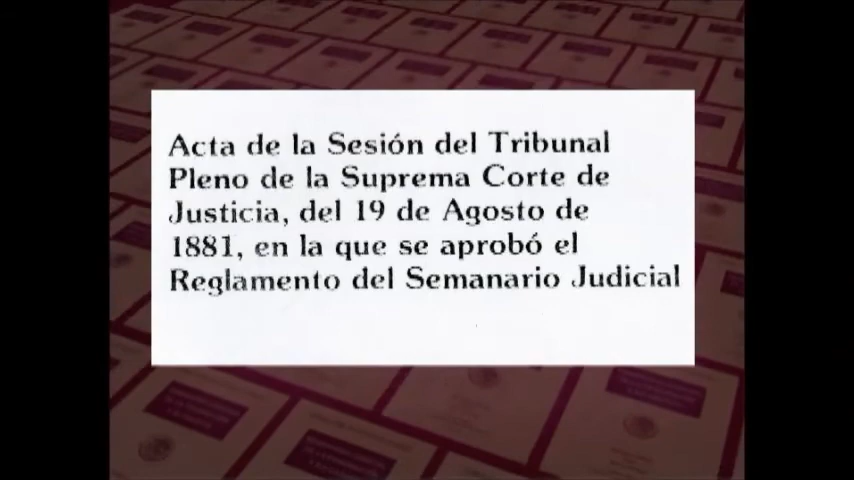 Acta de la Sesión del Tribunal
Pleno de la Suprema Corte de
Justicia, del 19 de Agosto de
1881, en la que se aprobó el
Reglamento del Semanario Judicial